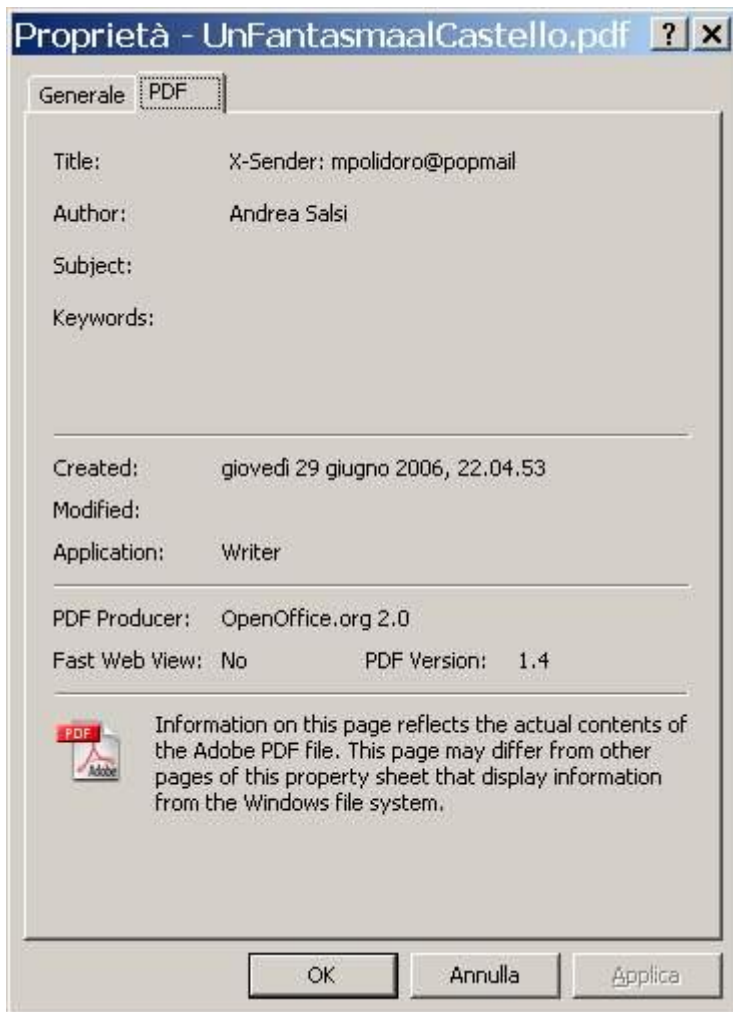 Proprietà - UnFantasmaalCastello.pdf ? ×
Generale PDF
Title: X-Sender: mpolidoro@popmail
Author: Andrea Salsi
Subject:
Keywords:
Created: giovedì 29 giugno 2006, 22.04.53
Modified:
Application: Writer
PDF Producer: OpenOffice.org 2.0
Fast Web View: No PDF Version: 1.4
PDF
Adobe
Information on this page reflects the actual contents of
the Adobe PDF file. This page may differ from other
pages of this property sheet that display information
from the Windows file system.
OK Annulla Applica